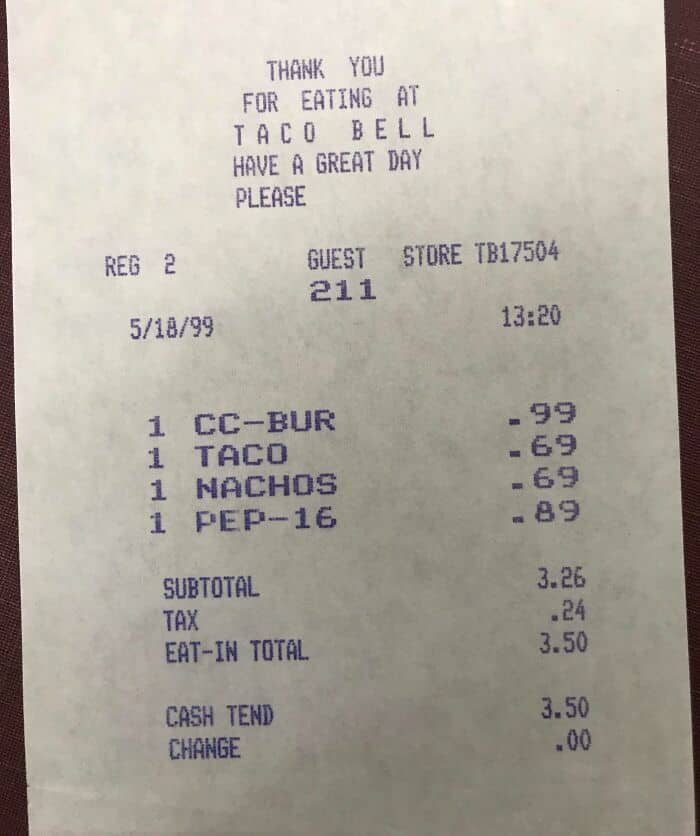 THANK YOU
FOR EATING AT
TACO BELL
HAVE A GREAT DAY
PLEASE
REG 2 GUEST STORE TB17504
211
5/18/99 13:20
1 CC-BUR .99
1 TACO .69
1 NACHOS .69
1 PEP-16 .89
SUBTOTAL 3.26
TAX .24
EAT-IN TOTAL 3.50
CASH TEND 3.50
CHANGE .00